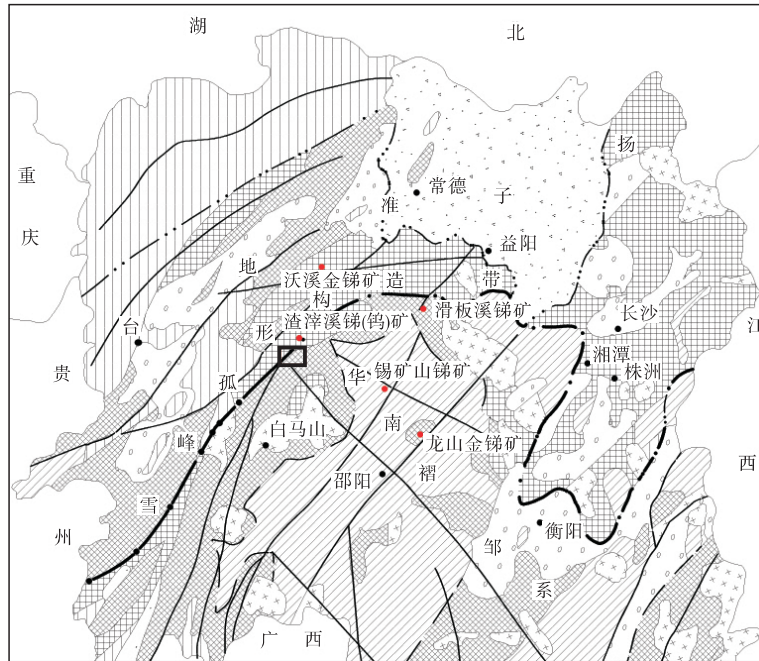 湖
北
重
庆
扬
子
准
地
台
常德
益阳
沃溪金锑矿
造
带
构
形
滑板溪锑矿
渣滓溪锑(钨)矿
长沙
江
湘潭
株洲
贵
孤
华
锡矿山锑矿
南
峰
白马山
龙山金锑矿
西
邵阳
褶
雪
州
邹
衡阳
系
广
西